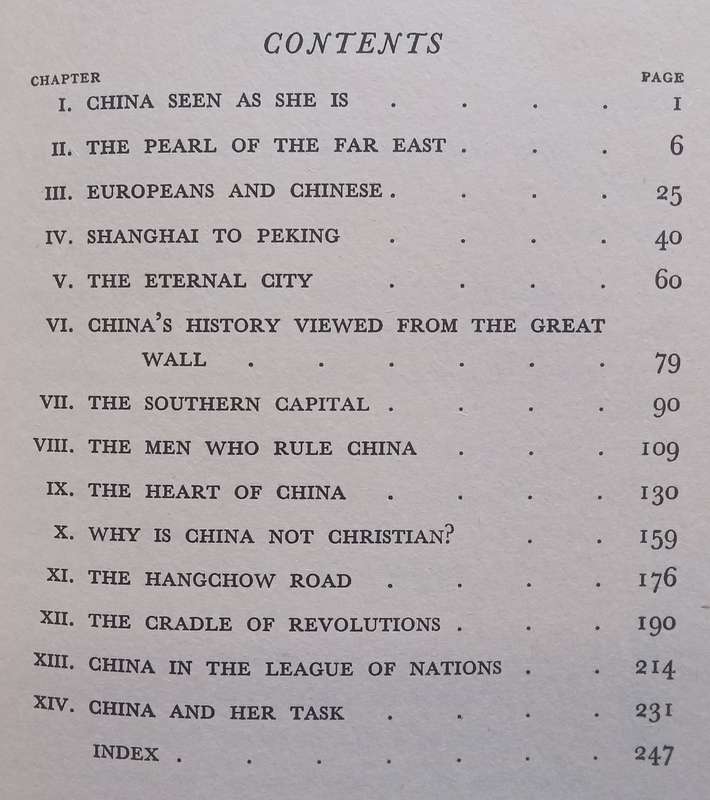 CONTENTS
CHAPTER PAGE
I. CHINA SEEN AS SHE IS . . . . 1
II. THE PEARL OF THE FAR EAST . . . 6
III. EUROPEANS AND CHINESE . . . . 25
IV. SHANGHAI TO PEKING . . . . 40
V. THE ETERNAL CITY . . . . 60
VI. CHINA'S HISTORY VIEWED FROM THE GREAT
WALL . . . . . . 79
VII. THE SOUTHERN CAPITAL . . . . 90
VIII. THE MEN WHO RULE CHINA . . . 109
IX. THE HEART OF CHINA . . . . 130
X. WHY IS CHINA NOT CHRISTIAN? . . 159
XI. THE HANGCHOW ROAD . . . . 176
XII. THE CRADLE OF REVOLUTIONS . . . 190
XIII. CHINA IN THE LEAGUE OF NATIONS . . 214
XIV. CHINA AND HER TASK . . . . 231
INDEX . . . . . . . 247